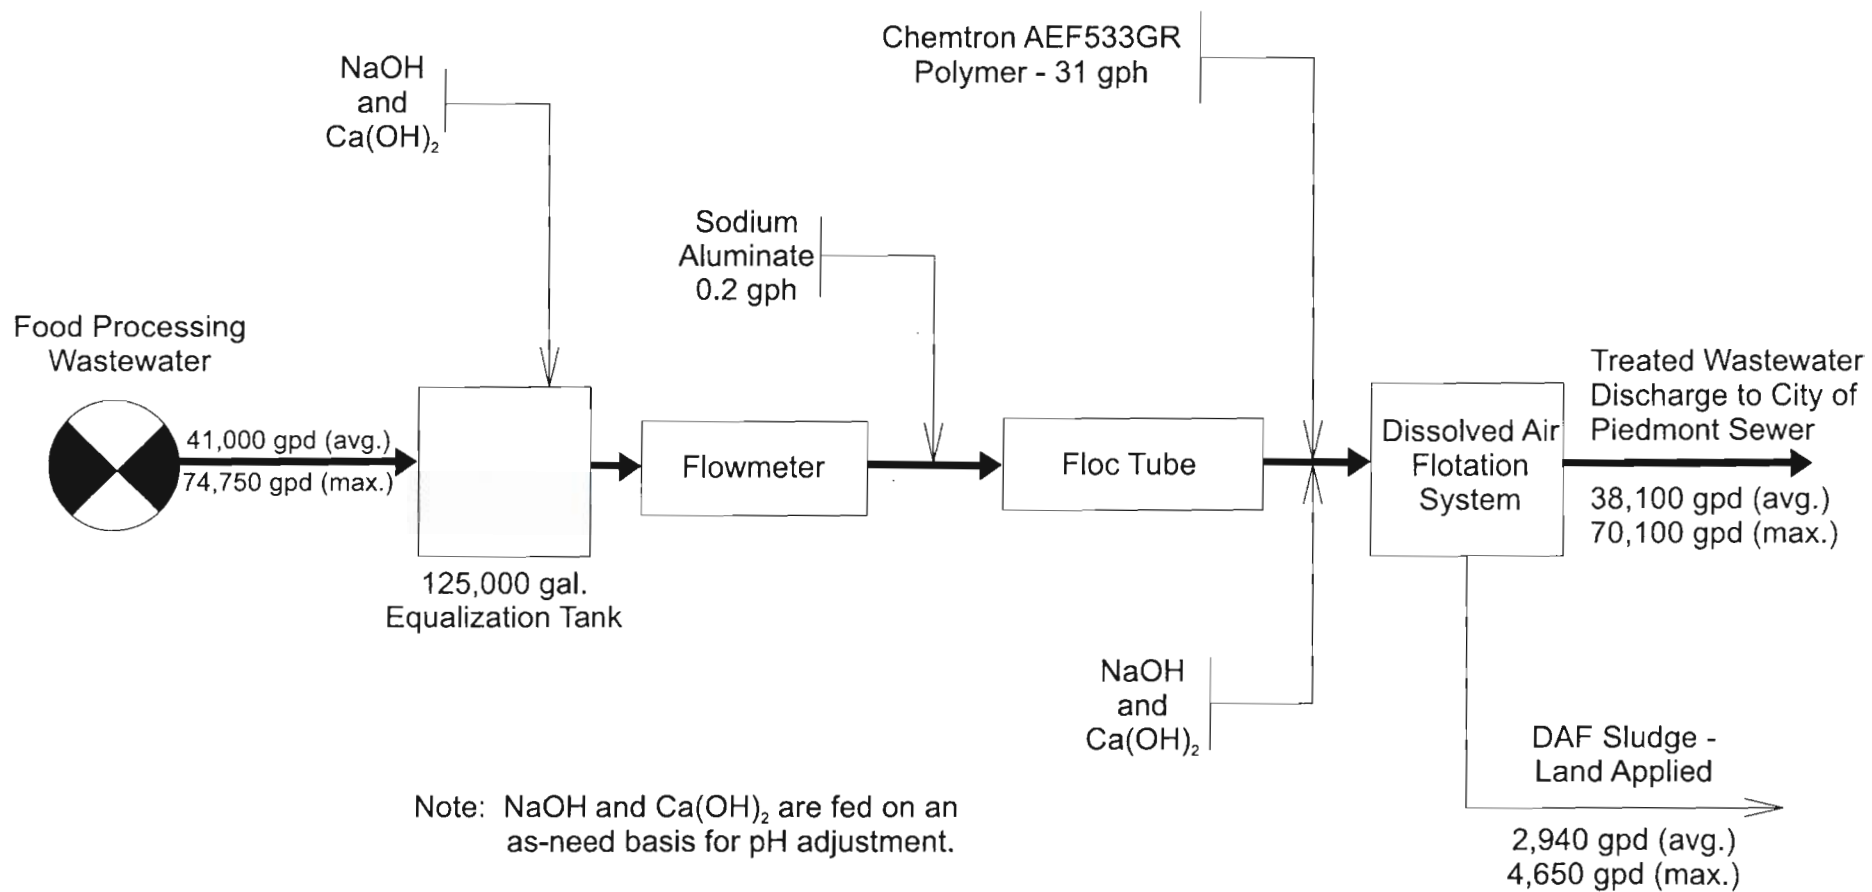 Chemtron AEF533GR
Polymer - 31 gph
NaOH
and
Ca(OH)₂
Sodium
Aluminate
0.2 gph
Food Processing
Wastewater
41,000 gpd (avg.)
74,750 gpd (max.)
125,000 gal.
Equalization Tank
Flowmeter
Floc Tube
Dissolved Air
Flotation
System
Treated Wastewater
Discharge to City of
Piedmont Sewer
38,100 gpd (avg.)
70,100 gpd (max.)
NaOH
and
Ca(OH)₂
DAF Sludge -
Land Applied
2,940 gpd (avg.)
4,650 gpd (max.)
Note: NaOH and Ca(OH)₂ are fed on an
as-need basis for pH adjustment.